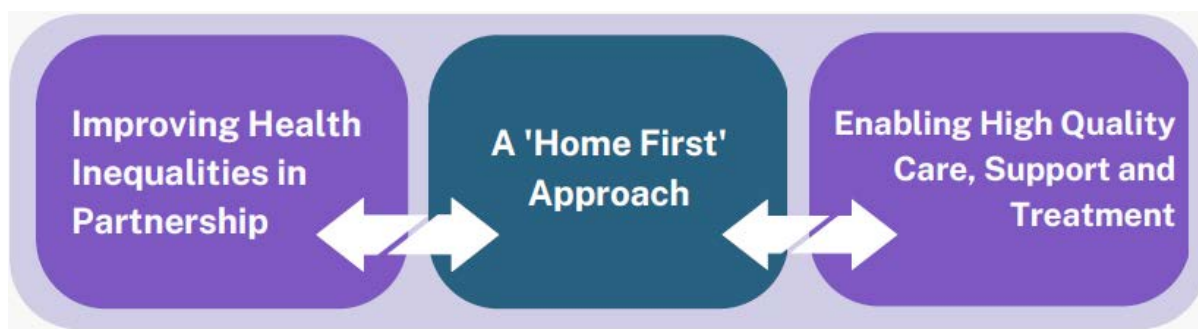 Improving Health
Inequalities in
Partnership
A 'Home First'
Approach
Enabling High Quality
Care, Support and
Treatment